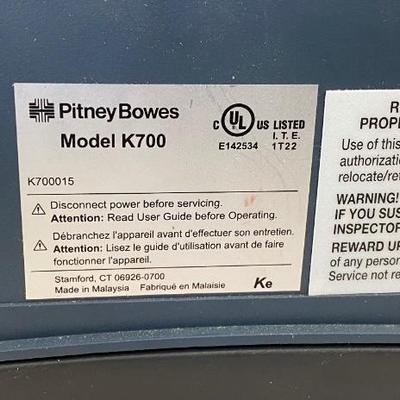 PitneyBowes
Model K700
C UL US LISTED
I. T. E.
E142534 1T22
K700015
Disconnect power before servicing.
Attention: Read User Guide before Operating.
Débranchez l'appareil avant d'effectuer son entretien.
Attention: Lisez le guide d'utilisation avant de faire
fonctionner l'appareil.
Stamford, CT 06926-0700
Made in Malaysia Fabriqué en Malaisie
Ke
PROPE
Use of this
authorizatio
relocate/ret
WARNING!
IF YOU SUS
INSPECTOR
REWARD UP
of any person
Service not re